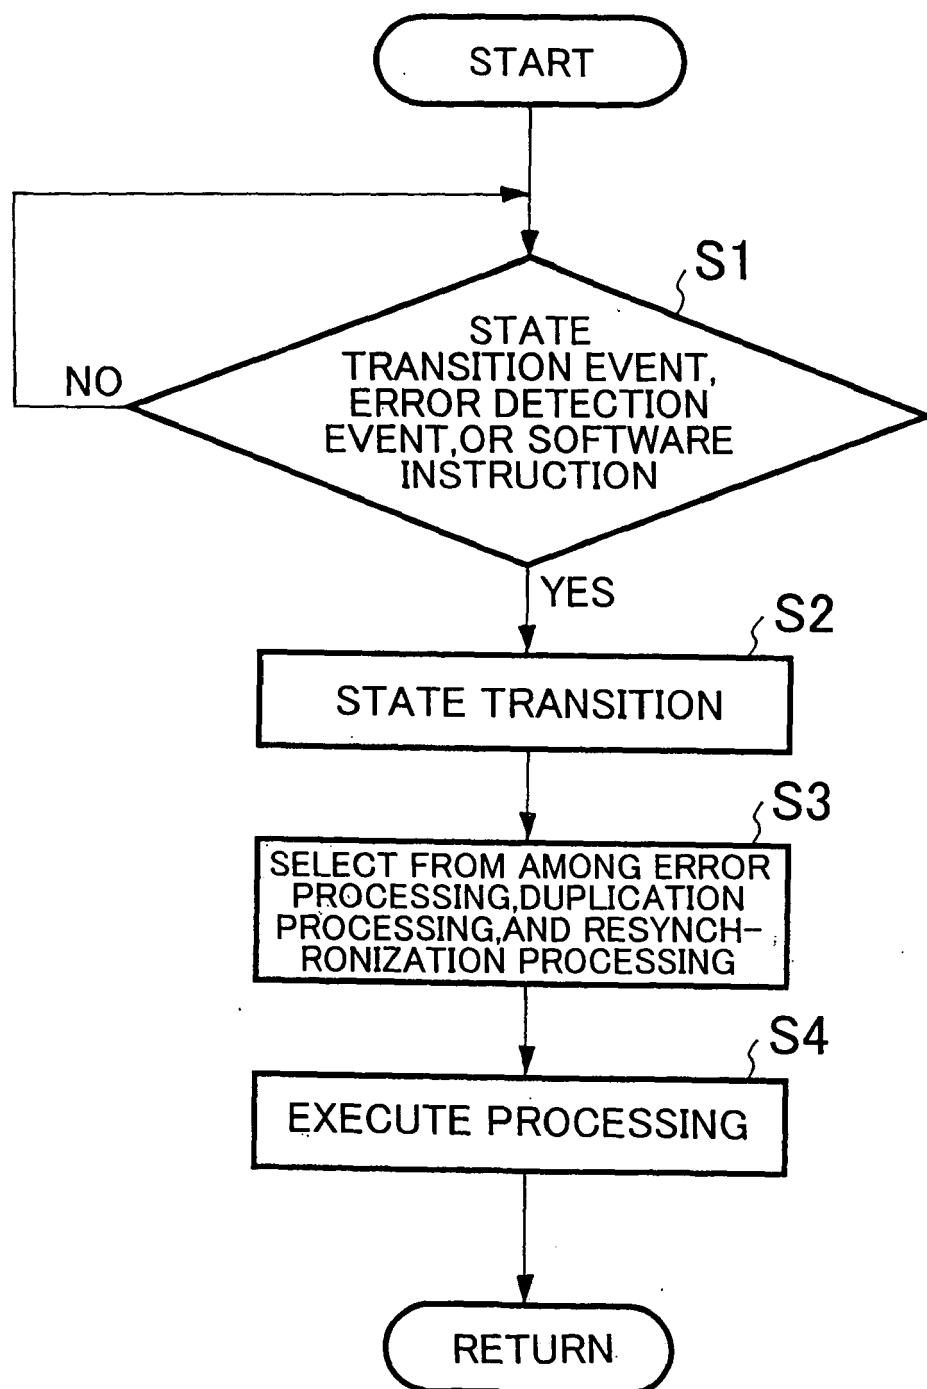 START
S1
STATE
TRANSITION EVENT,
ERROR DETECTION
EVENT,OR SOFTWARE
INSTRUCTION
NO
YES
S2
STATE TRANSITION
S3
SELECT FROM AMONG ERROR
PROCESSING,DUPLICATION
PROCESSING,AND RESYNCH-
RONIZATION PROCESSING
S4
EXECUTE PROCESSING
RETURN